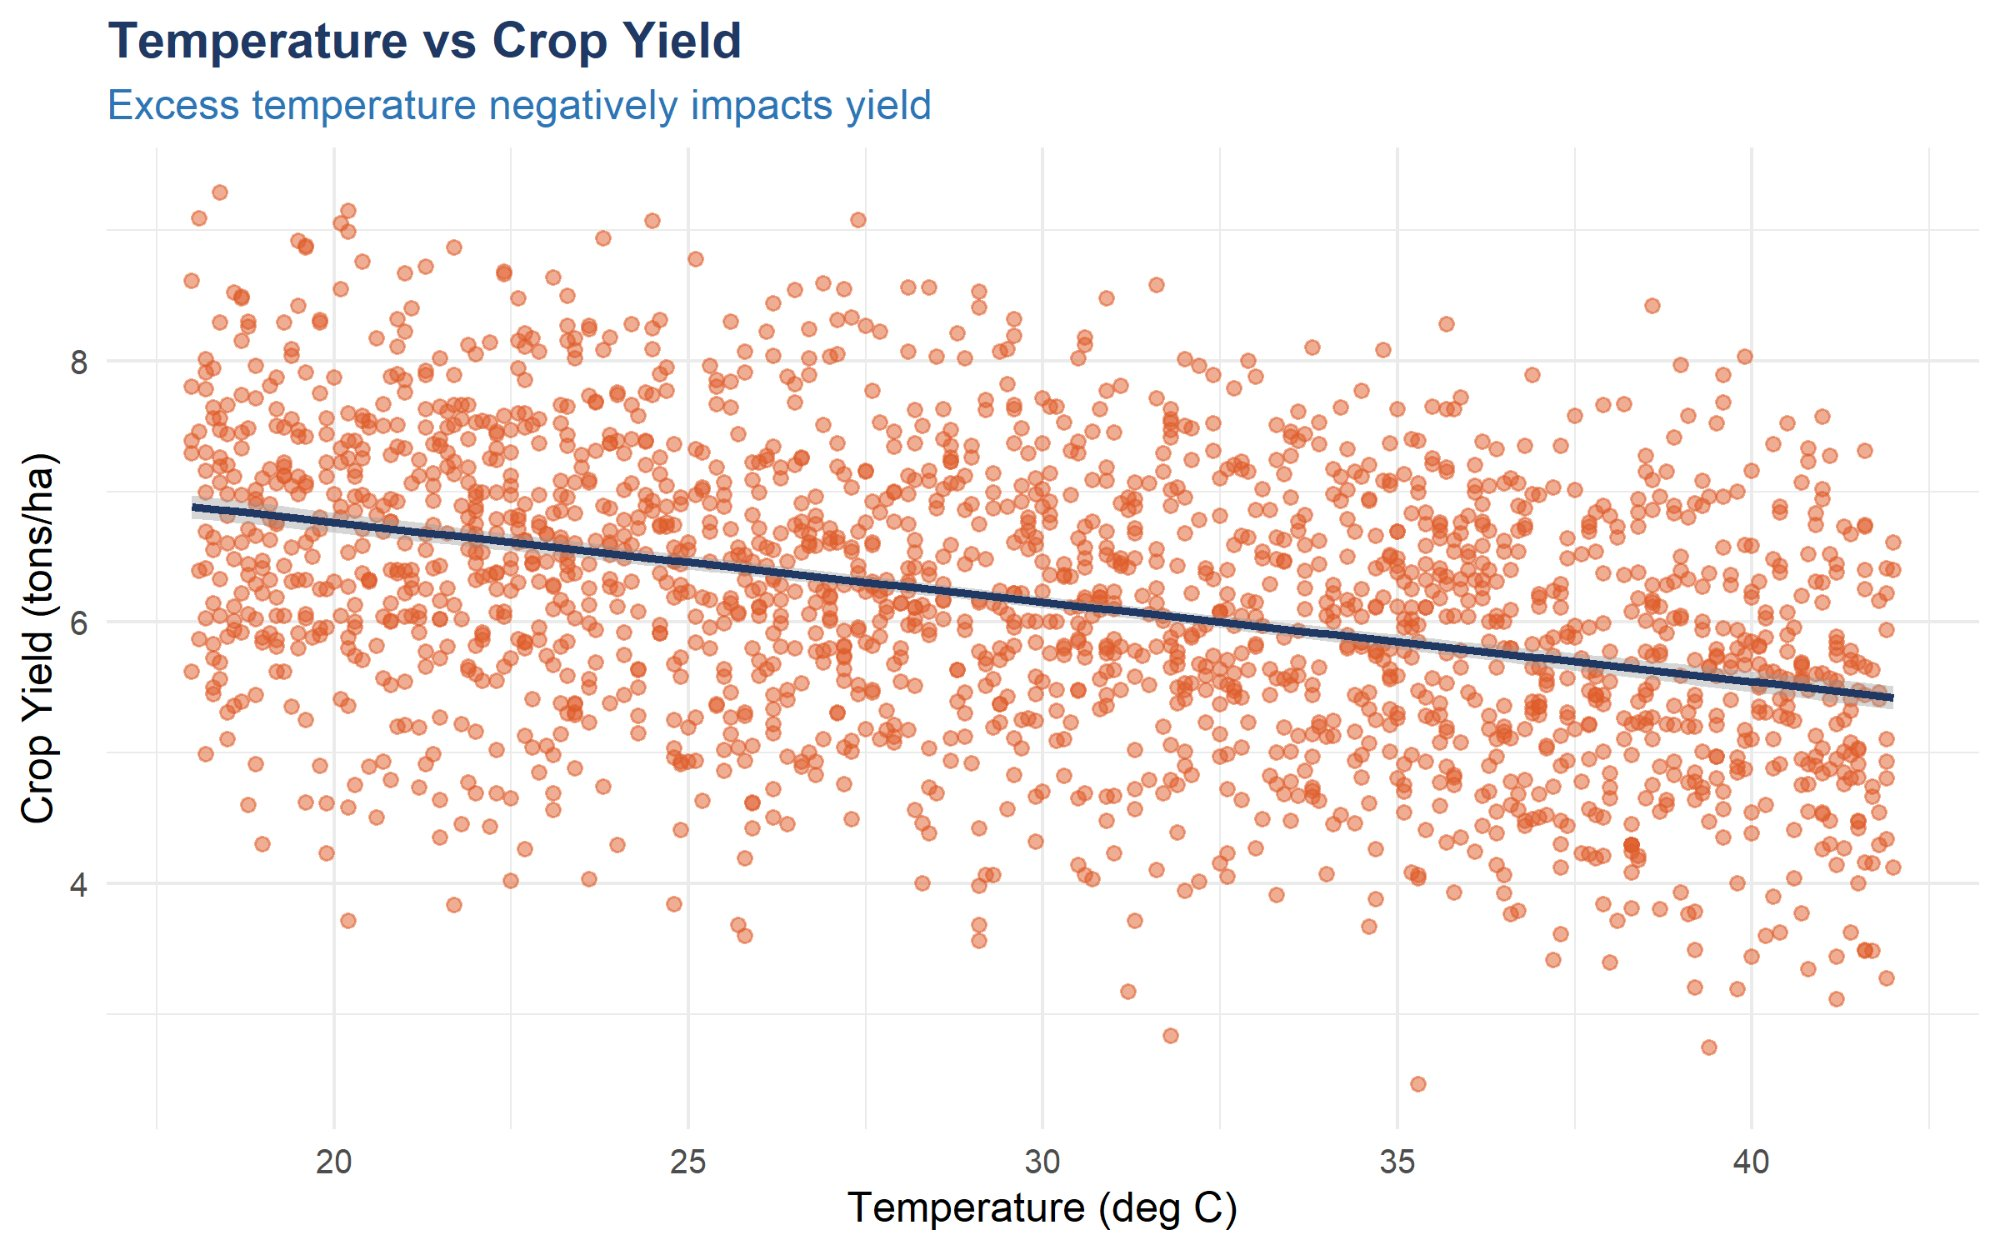 Temperature vs Crop Yield
Excess temperature negatively impacts yield
Crop Yield (tons/ha)
8
6
4
20 25 30 35 40
Temperature (deg C)